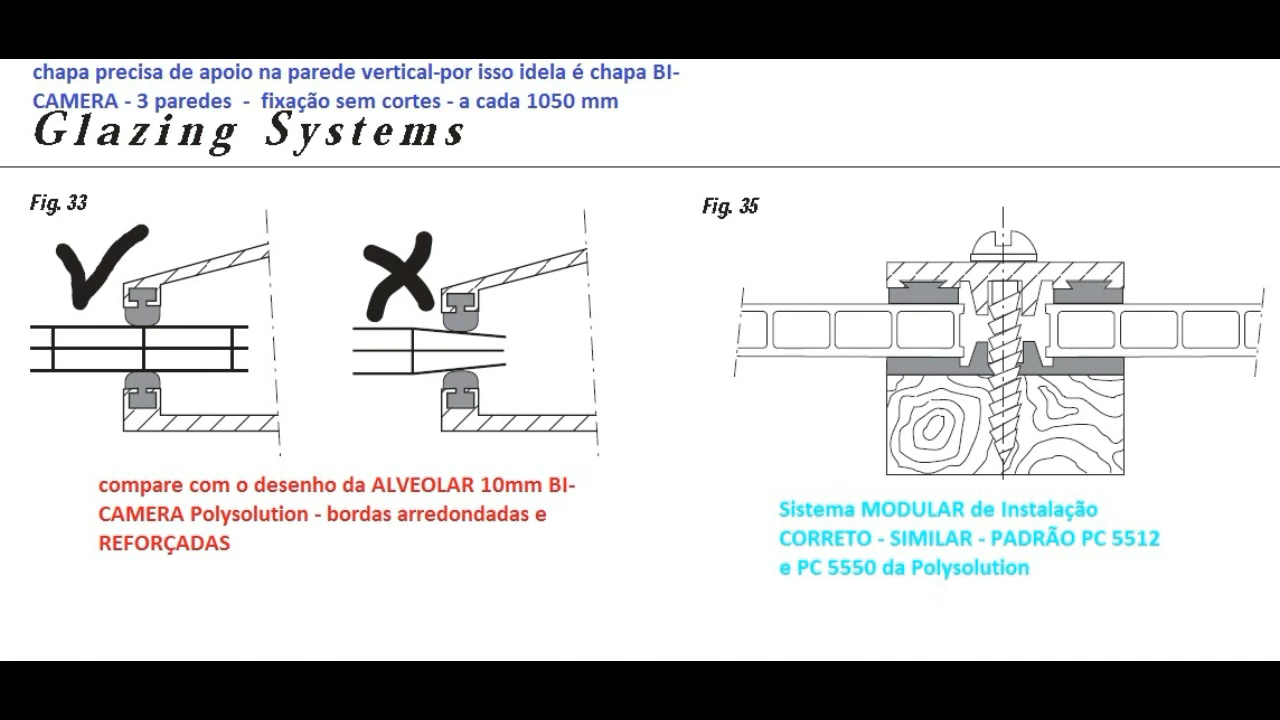 chapa precisa de apoio na parede vertical-por isso idela é chapa BI-
CAMERA - 3 paredes - fixação sem cortes - a cada 1050 mm
Glazing Systems
Fig. 33
Fig. 35
compare com o desenho da ALVEOLAR 10mm BI-
CAMERA Polysolution - bordas arredondadas e
REFORÇADAS
Sistema MODULAR de Instalação
CORRETO - SIMILAR - PADRÃO PC 5512
e PC 5550 da Polysolution